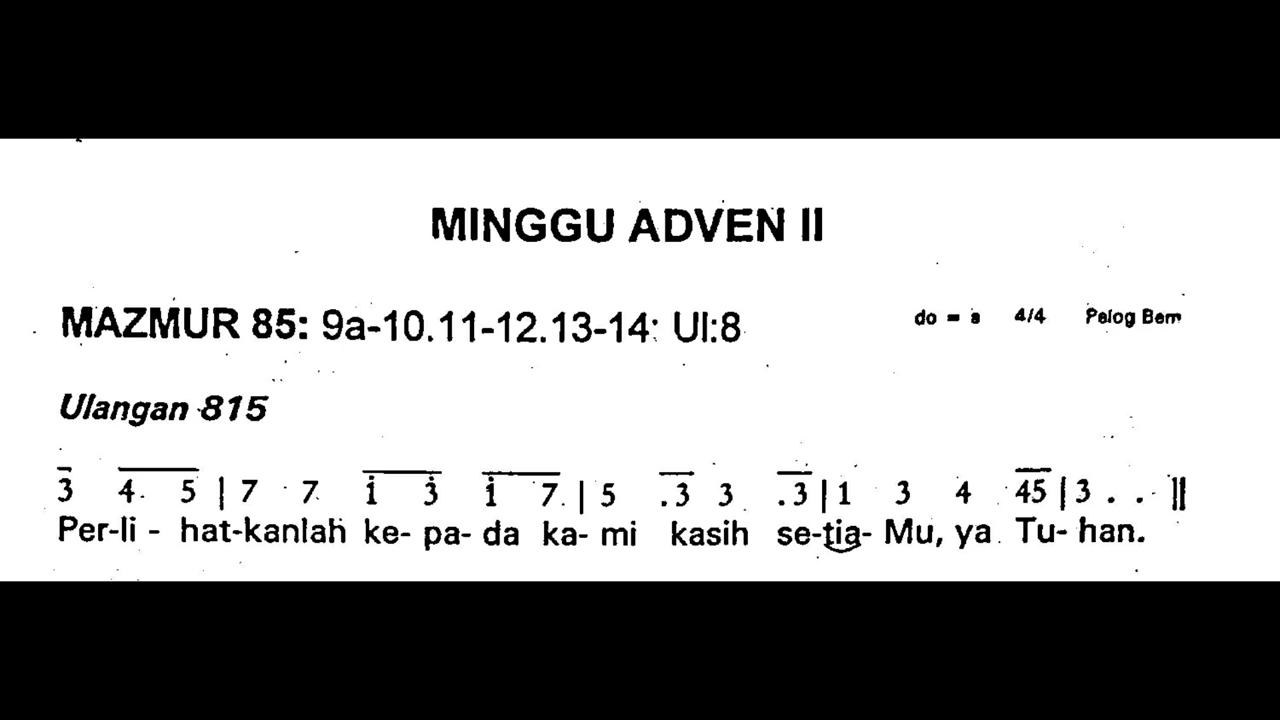 MINGGU ADVEN II
MAZMUR 85: 9a-10.11-12.13-14: Ul:8
do = a 4/4 Pelog Bem
Ulangan 815
3 4 5 | 7 7 i 3̇ i 7 | 5 .3 3 .3 | 1 3 4 45 | 3 . . ||
Per-li - hat-kanlah ke- pa- da ka- mi kasih se-tia- Mu, ya Tu- han.